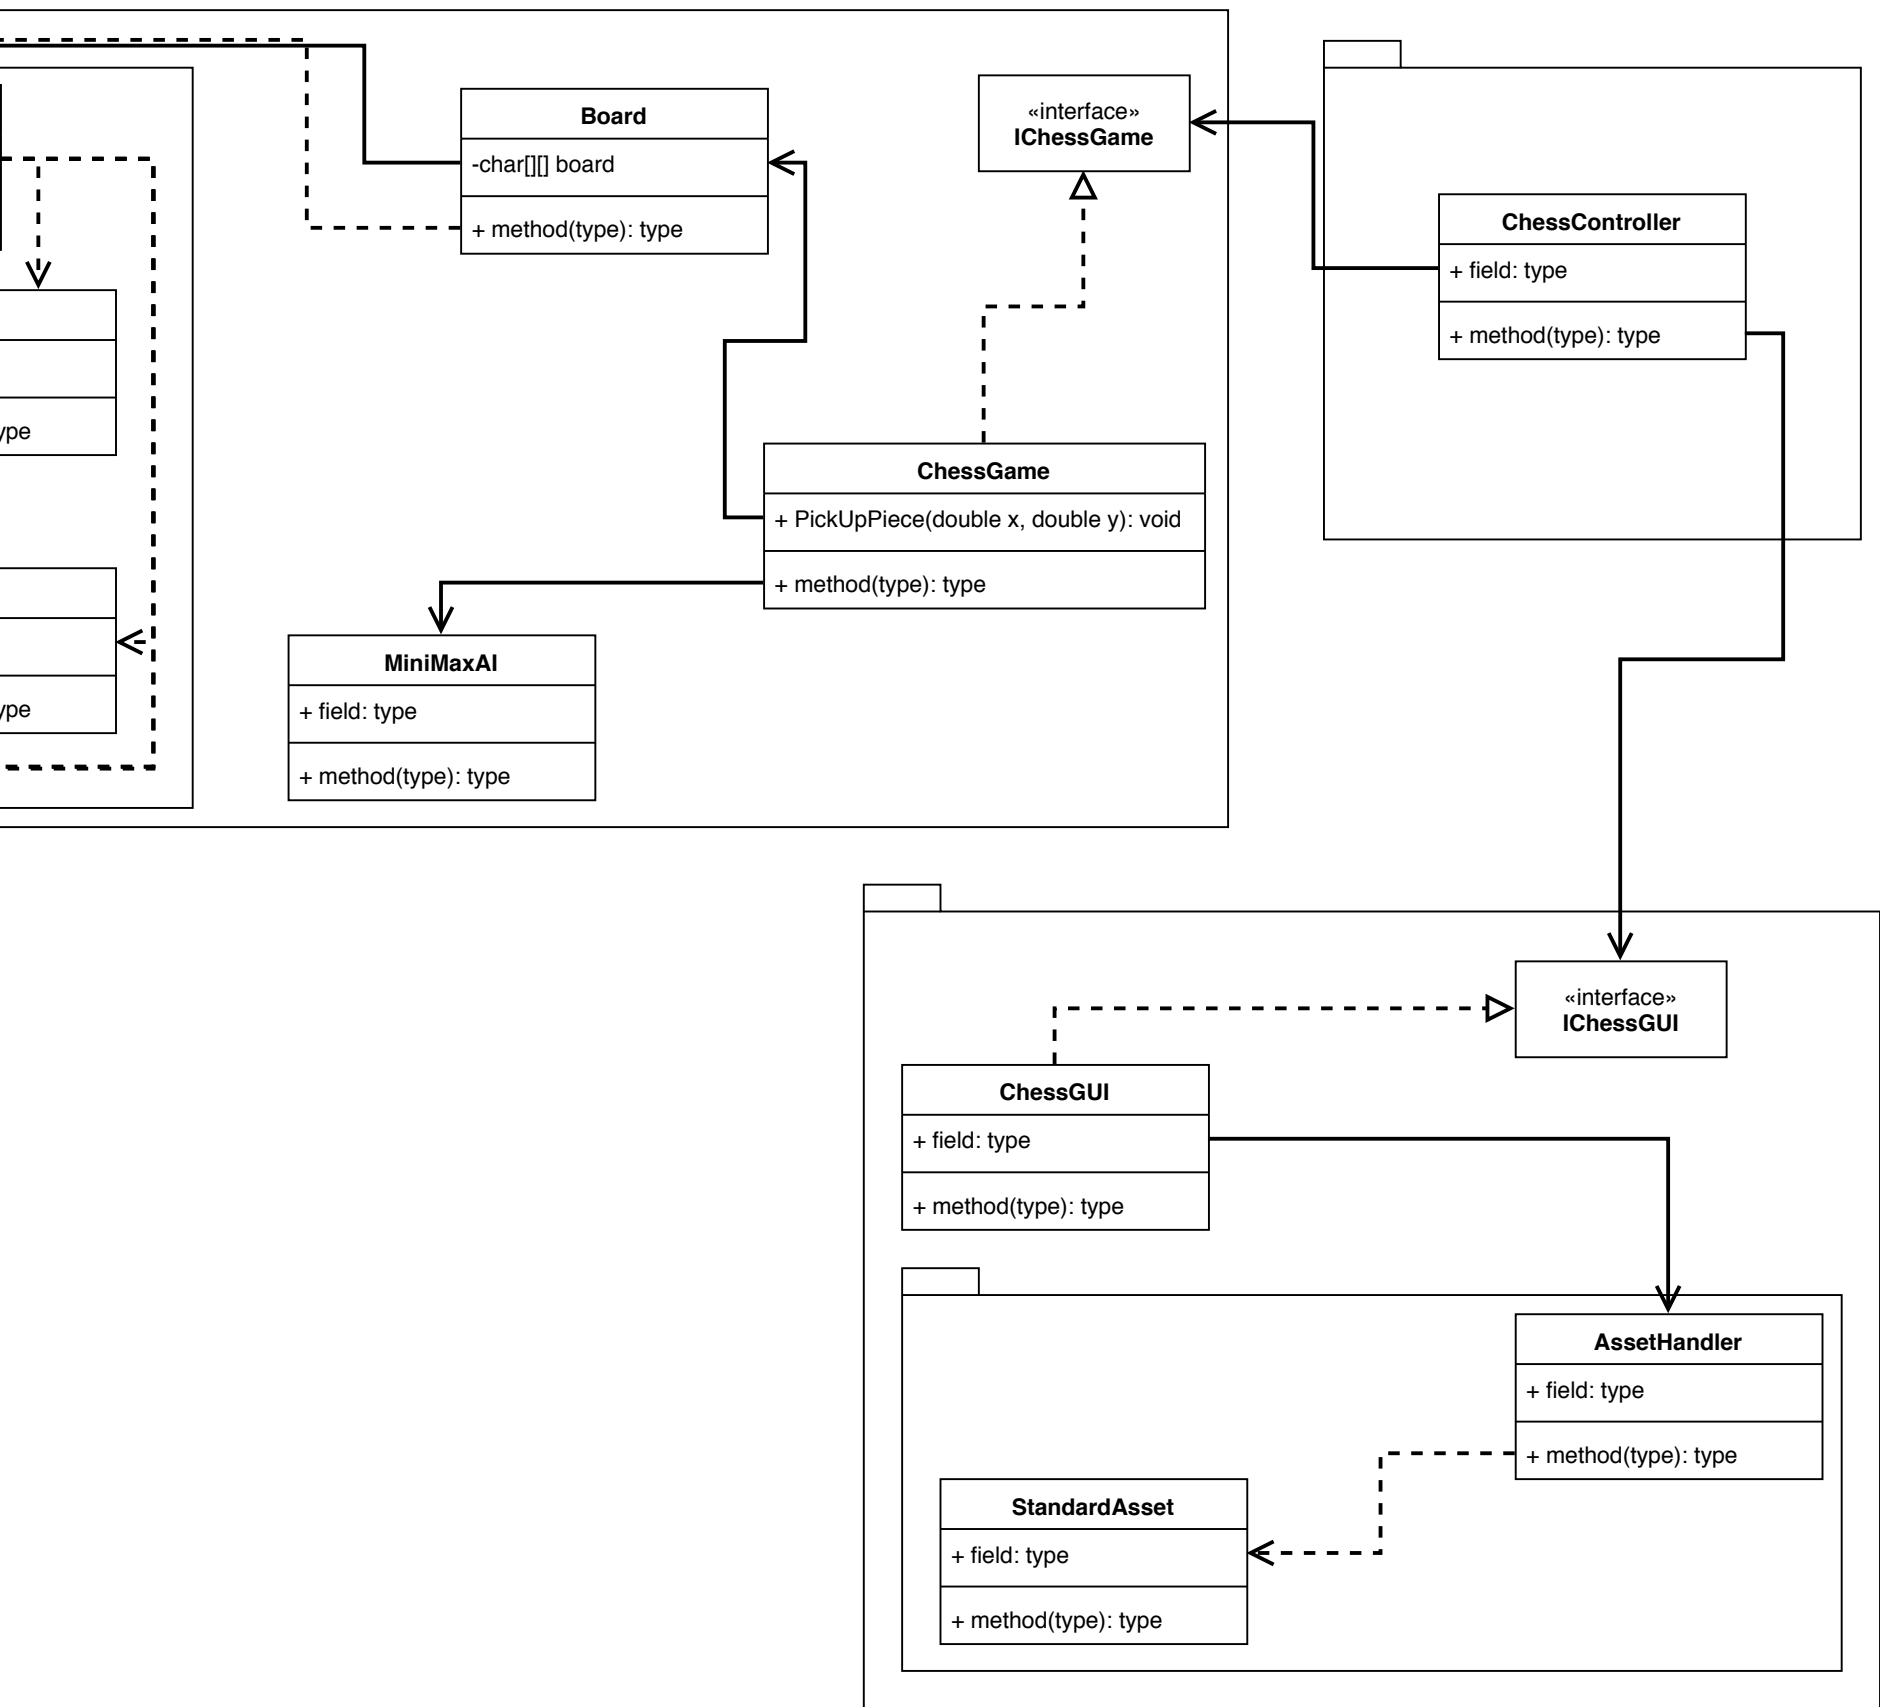 Board
-char[][] board
+ method(type): type
«interface»
IChessGame
ChessController
+ field: type
+ method(type): type
ChessGame
+ PickUpPiece(double x, double y): void
+ method(type): type
MiniMaxAI
+ field: type
+ method(type): type
«interface»
IChessGUI
ChessGUI
+ field: type
+ method(type): type
AssetHandler
+ field: type
+ method(type): type
StandardAsset
+ field: type
+ method(type): type